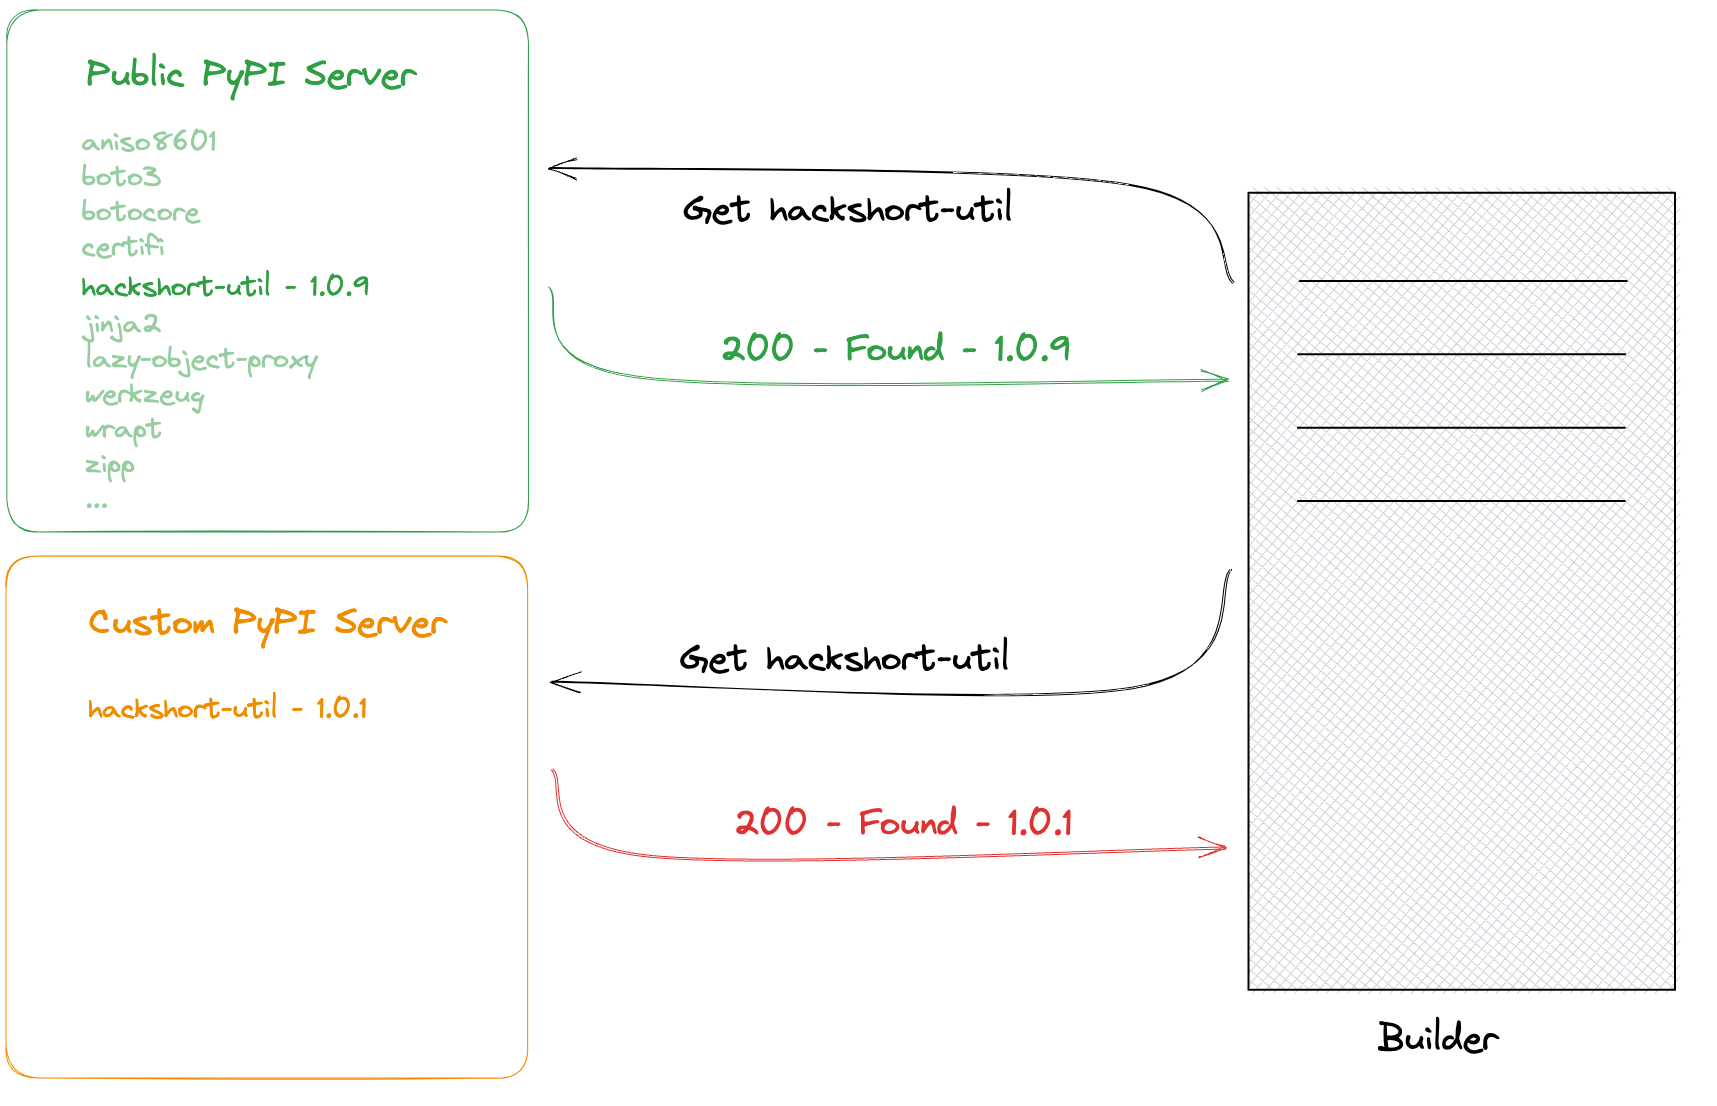 Public PyPI Server
aniso8601
boto3
botocore
certifi
hackshort-util - 1.0.9
jinja2
lazy-object-proxy
werkzeug
wrapt
zipp
...
Get hackshort-util
200 - Found - 1.0.9
Custom PyPI Server
hackshort-util - 1.0.1
Get hackshort-util
200 - Found - 1.0.1
Builder